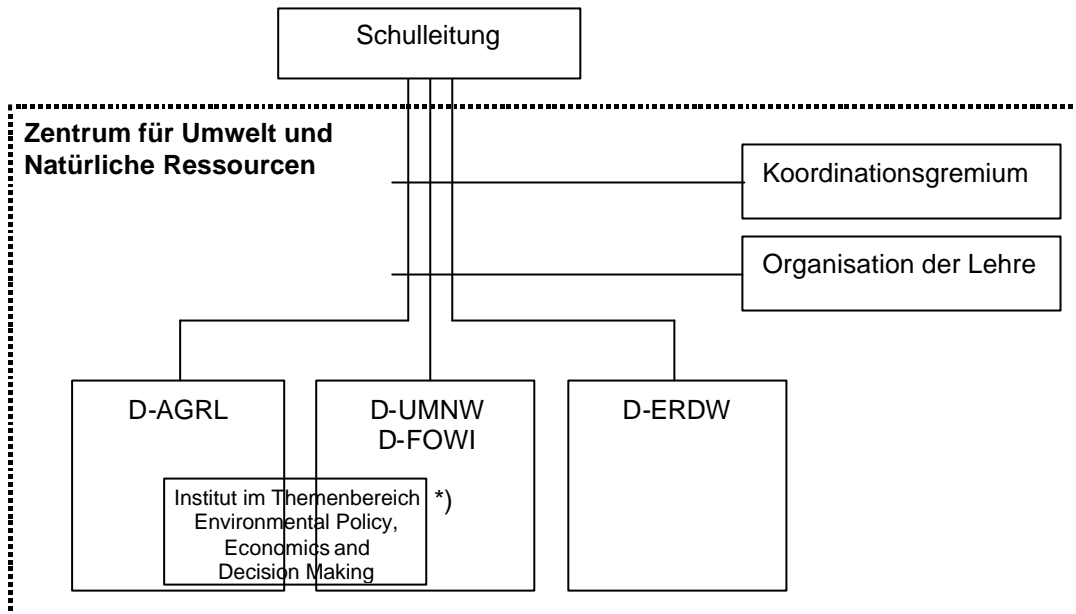 Schulleitung
Zentrum für Umwelt und
Natürliche Ressourcen
Koordinationsgremium
Organisation der Lehre
D-AGRL
D-UMNW
D-FOWI
D-ERDW
Institut im Themenbereich *)
Environmental Policy,
Economics and
Decision Making